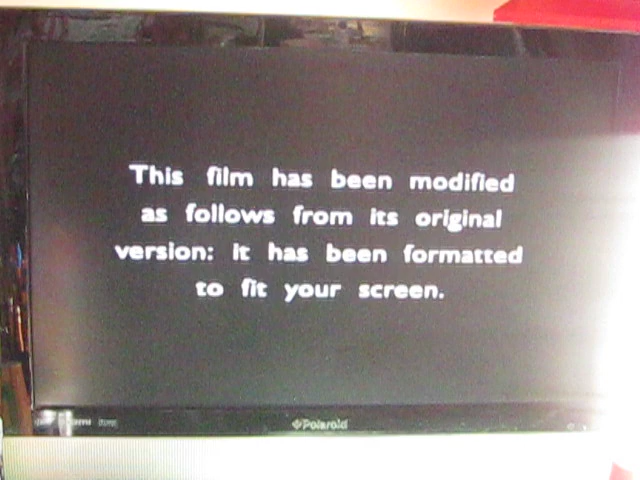 This film has been modified
as follows from its original
version: it has been formatted
to fit your screen.
Polaroid